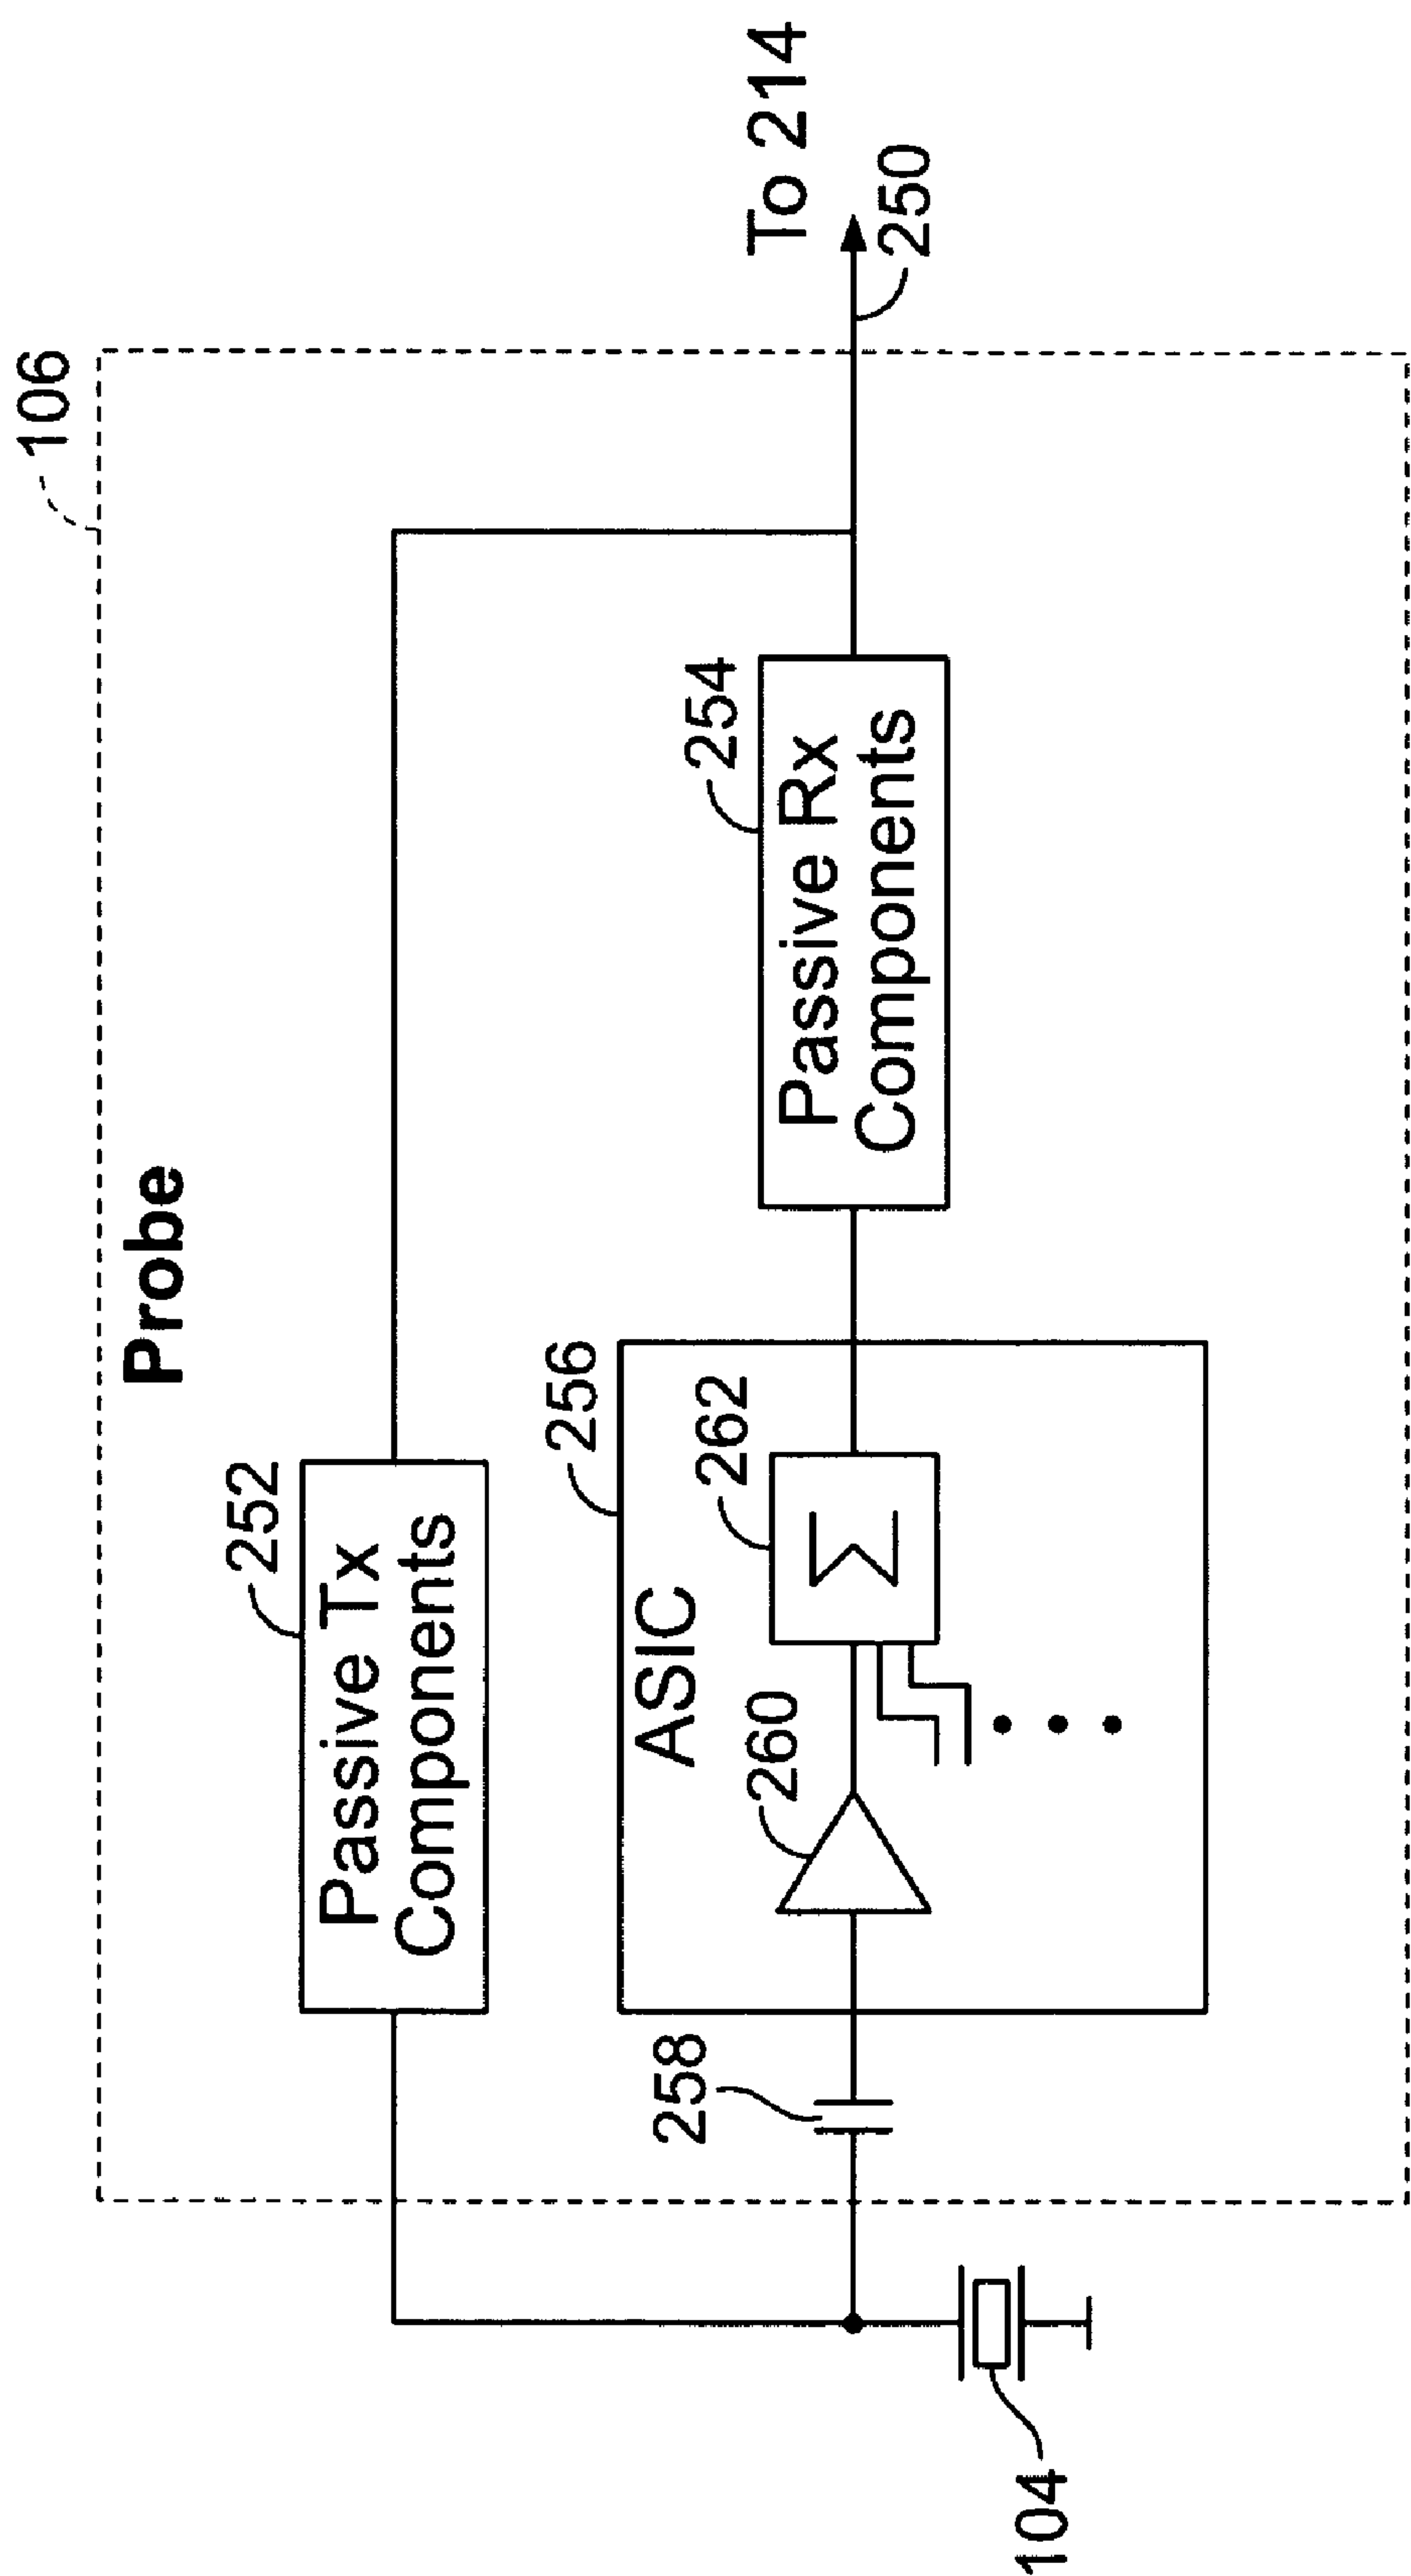 106
Probe
To 214
250
252
Passive Tx
Components
254
Passive Rx
Components
256
ASIC
262
Σ
260
258
104